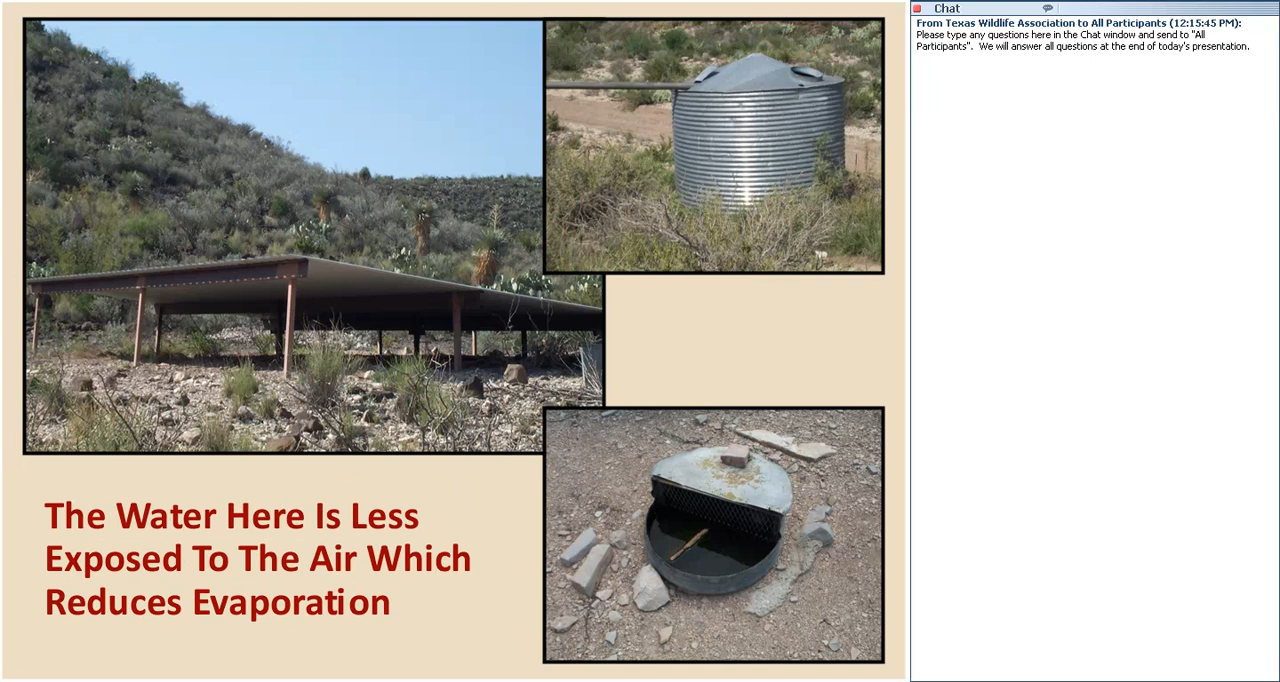 The Water Here Is Less
Exposed To The Air Which
Reduces Evaporation
Chat
From Texas Wildlife Association to All Participants (12:15:45 PM):
Please type any questions here in the Chat window and send to "All
Participants".  We will answer all questions at the end of today's presentation.